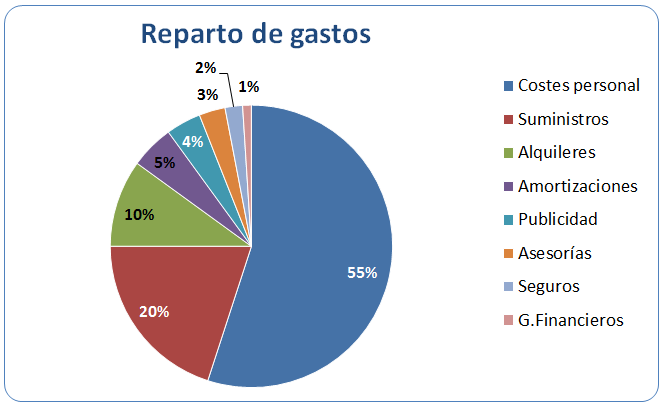 Reparto de gastos
2%
1%
3%
4%
5%
10%
55%
20%
Costes personal
Suministros
Alquileres
Amortizaciones
Publicidad
Asesorías
Seguros
G.Financieros